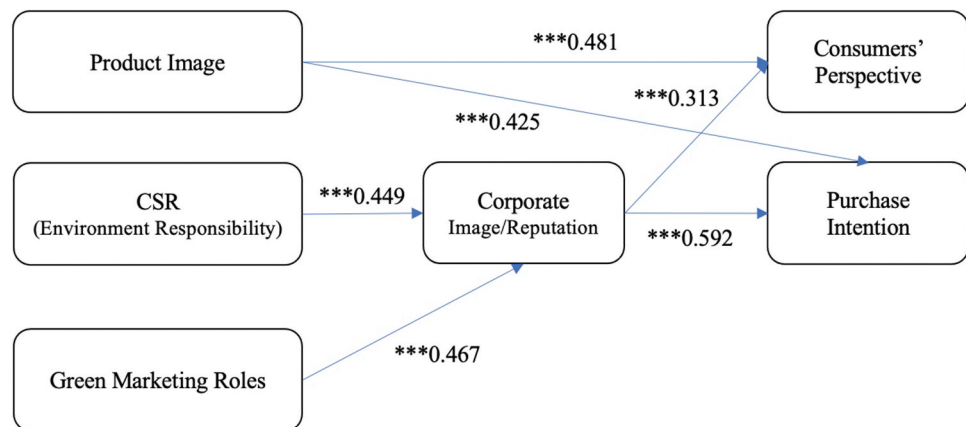 Product Image
***0.481
Consumers’
Perspective
***0.313
***0.425
CSR
(Environment Responsibility)
***0.449
Corporate
Image/Reputation
***0.592
Purchase
Intention
Green Marketing Roles
***0.467